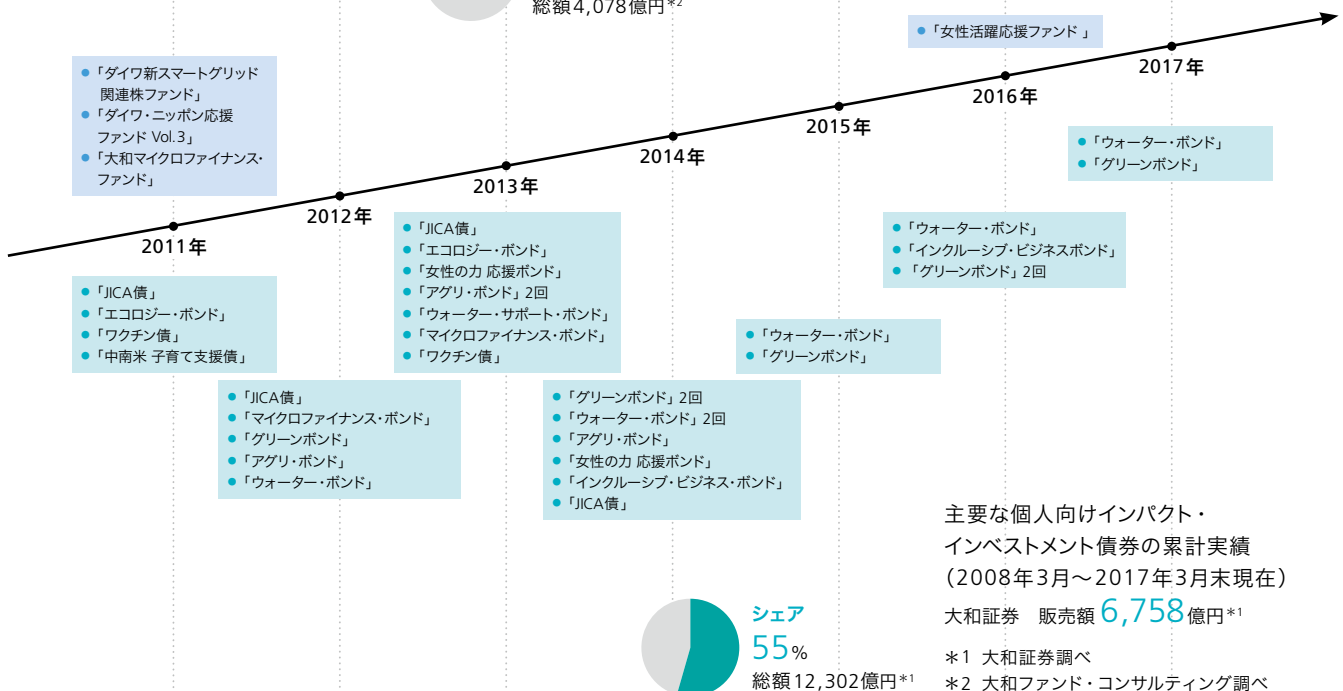 総額4,078億円*2
● 「女性活躍応援ファンド 」
2017年
2016年
2015年
2014年
2013年
2012年
2011年
● 「ダイワ新スマートグリッド
関連株ファンド」
● 「ダイワ・ニッポン応援
ファンド Vol.3」
● 「大和マイクロファイナンス・
ファンド」
● 「ウォーター・ボンド」
● 「グリーンボンド」
● 「JICA債」
● 「エコロジー・ボンド」
● 「女性の力 応援ボンド」
● 「アグリ・ボンド」 2回
● 「ウォーター・サポート・ボンド」
● 「マイクロファイナンス・ボンド」
● 「ワクチン債」
● 「ウォーター・ボンド」
● 「インクルーシブ・ビジネスボンド」
● 「グリーンボンド」 2回
● 「JICA債」
● 「エコロジー・ボンド」
● 「ワクチン債」
● 「中南米 子育て支援債」
● 「ウォーター・ボンド」
● 「グリーンボンド」
● 「JICA債」
● 「マイクロファイナンス・ボンド」
● 「グリーンボンド」
● 「アグリ・ボンド」
● 「ウォーター・ボンド」
● 「グリーンボンド」 2回
● 「ウォーター・ボンド」 2回
● 「アグリ・ボンド」
● 「女性の力 応援ボンド」
● 「インクルーシブ・ビジネス・ボンド」
● 「JICA債」
主要な個人向けインパクト・
インベストメント債券の累計実績
（2008年3月～2017年3月末現在）
大和証券 販売額 6,758億円*1
シェア
55%
総額12,302億円*1
*1 大和証券調べ
*2 大和ファンド・コンサルティング調べ